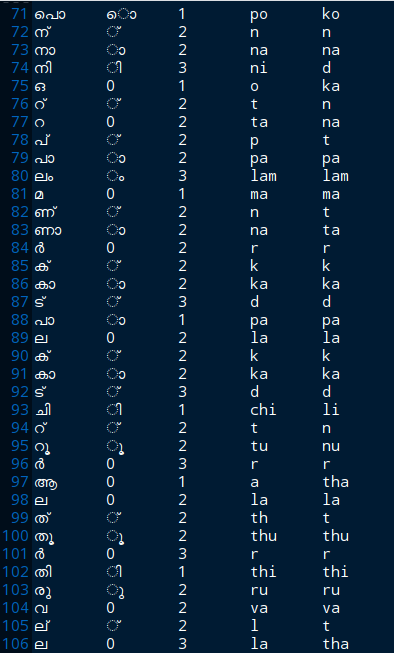 71 പൊ ൊ 1 po ko
72 ന് ് 2 n n
73 നാ ാ 2 na na
74 നി ി 3 ni d
75 ഒ 0 1 o ka
76 റ് ് 2 t n
77 റ 0 2 ta na
78 പ് ് 2 p t
79 പാ ാ 2 pa pa
80 ലം ം 3 lam lam
81 മ 0 1 ma ma
82 ണ് ് 2 n t
83 ണാ ാ 2 na ta
84 ർ 0 2 r r
85 ക് ് 2 k k
86 കാ ാ 2 ka ka
87 ട് ് 3 d d
88 പാ ാ 1 pa pa
89 ല 0 2 la la
90 ക് ് 2 k k
91 കാ ാ 2 ka ka
92 ട് ് 3 d d
93 ചി ി 1 chi li
94 റ് ് 2 t n
95 റൂ ൂ 2 tu nu
96 ർ 0 3 r r
97 ആ 0 1 a tha
98 ല 0 2 la la
99 ത് ് 2 th t
100 തൂ ൂ 2 thu thu
101 ർ 0 3 r r
102 തി ി 1 thi thi
103 രു ു 2 ru ru
104 വ 0 2 va va
105 ല് ് 2 l t
106 ല 0 3 la tha